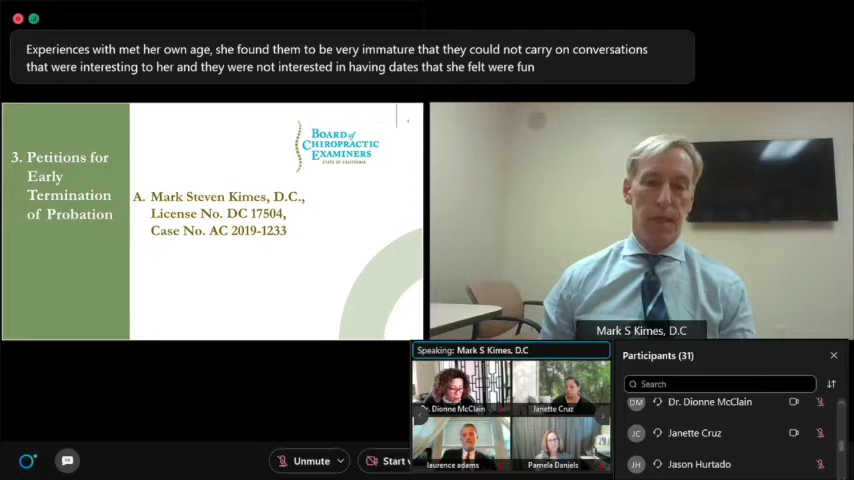 Experiences with met her own age, she found them to be very immature that they could not carry on conversations
that were interesting to her and they were not interested in having dates that she felt were fun
3. Petitions for
Early
Termination
of Probation
BOARD of
CHIROPRACTIC
EXAMINERS
STATE OF CALIFORNIA
A. Mark Steven Kimes, D.C.,
License No. DC 17504,
Case No. AC 2019-1233
Mark S Kimes, D.C
Speaking: Mark S Kimes, D.C
Dr. Dionne McClain
Janette Cruz
laurence adams
Pamela Daniels
Participants (31)
Search
DM Dr. Dionne McClain
JC Janette Cruz
JH Jason Hurtado
Unmute
Start